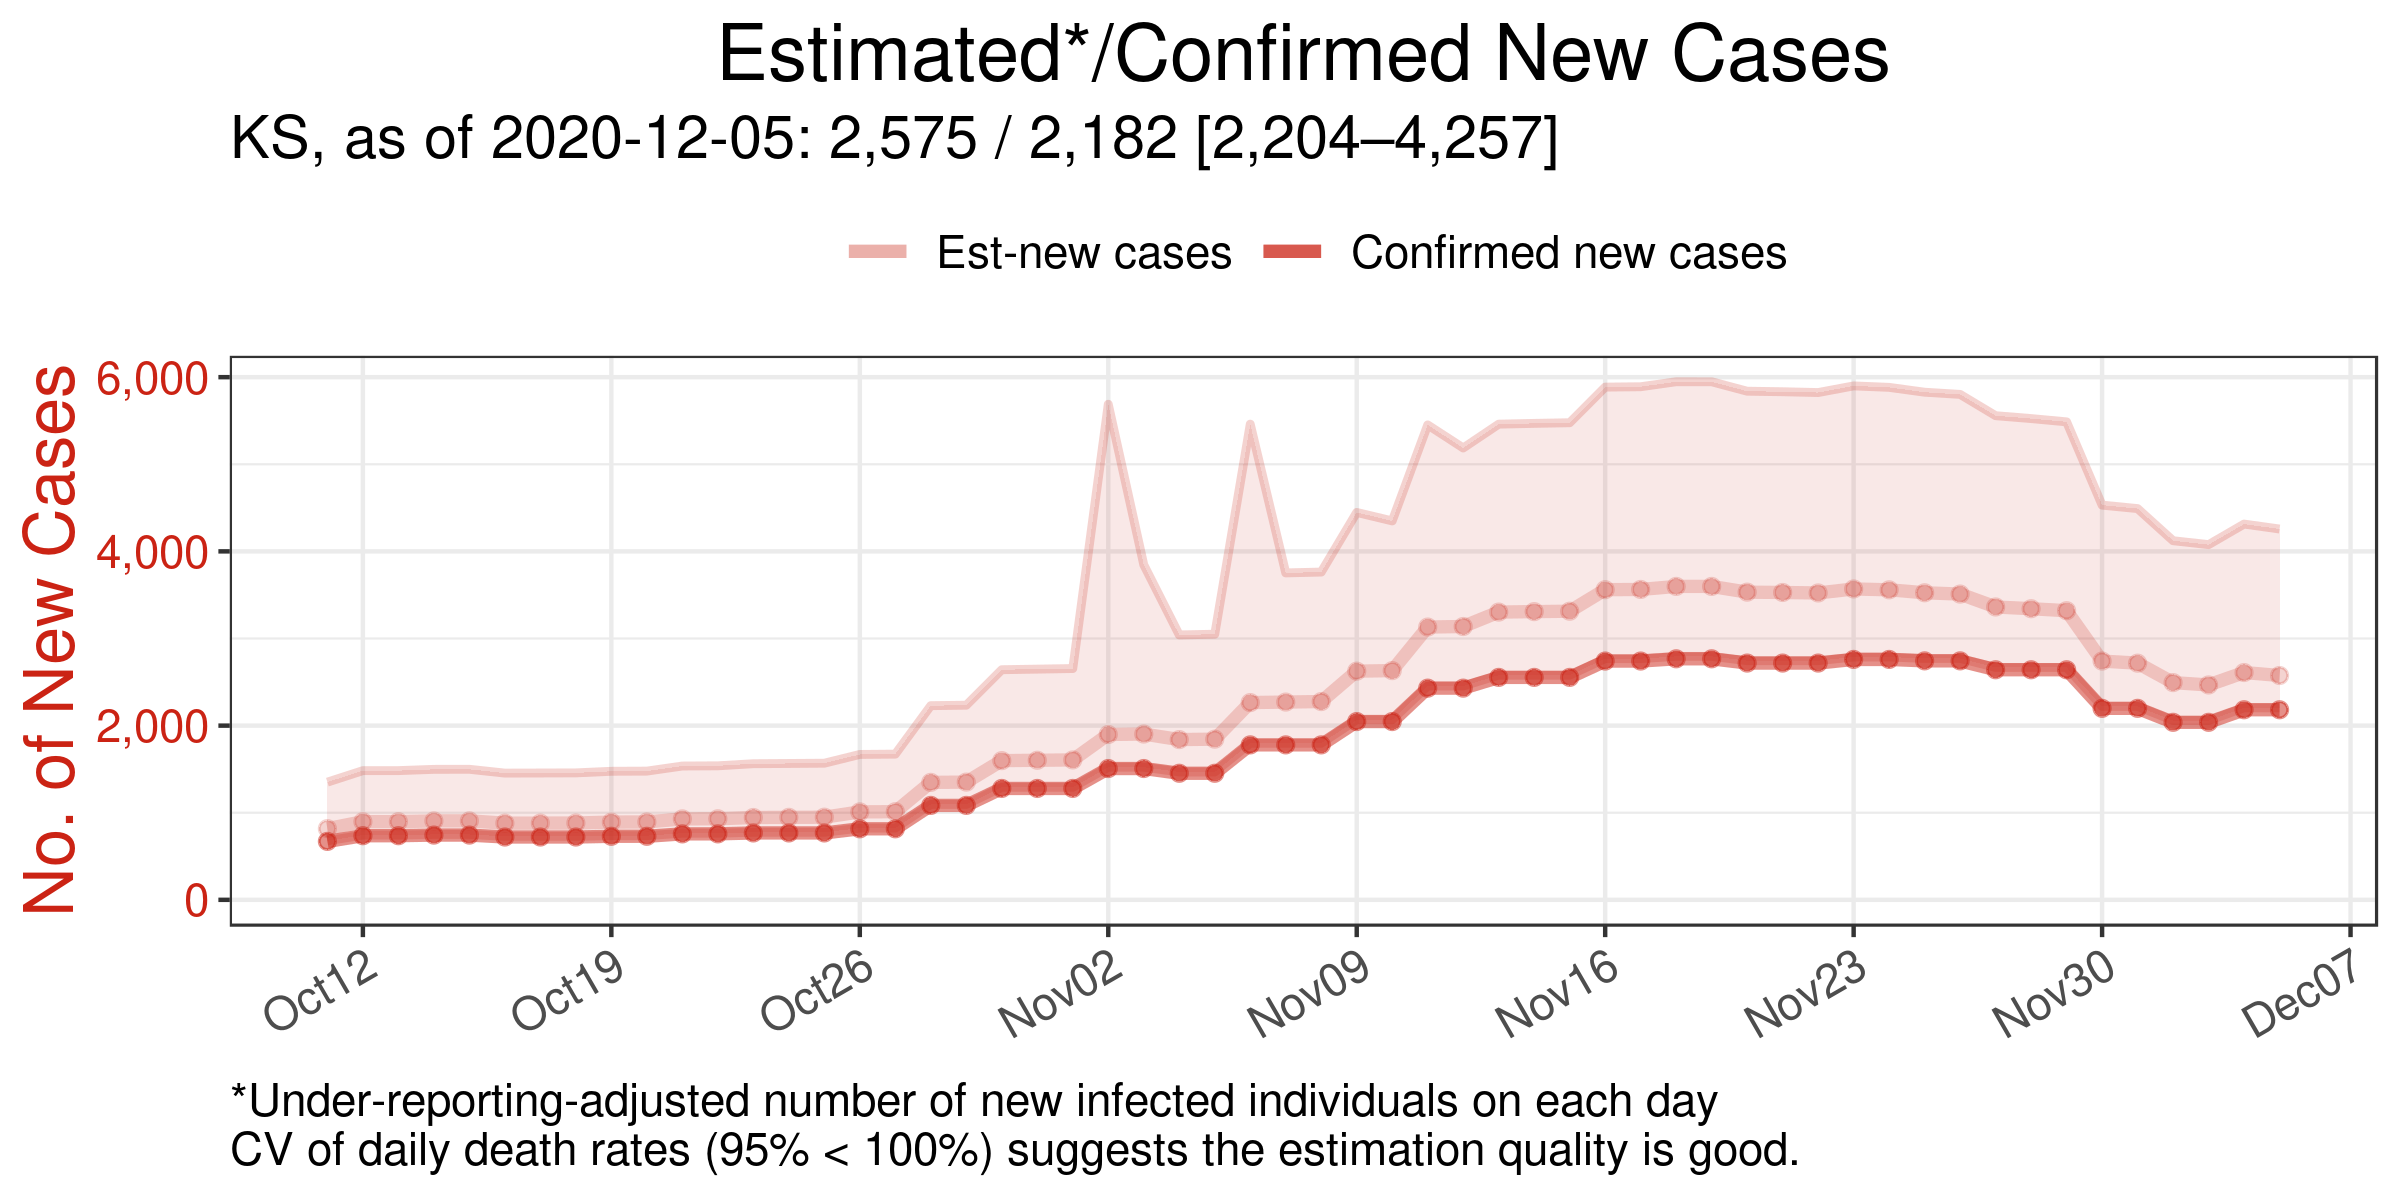 Estimated*/Confirmed New Cases
KS, as of 2020-12-05: 2,575 / 2,182 [2,204–4,257]
Est-new cases Confirmed new cases
No. of New Cases
6,000
4,000
2,000
0
Oct12 Oct19 Oct26 Nov02 Nov09 Nov16 Nov23 Nov30 Dec07
*Under-reporting-adjusted number of new infected individuals on each day
CV of daily death rates (95% < 100%) suggests the estimation quality is good.